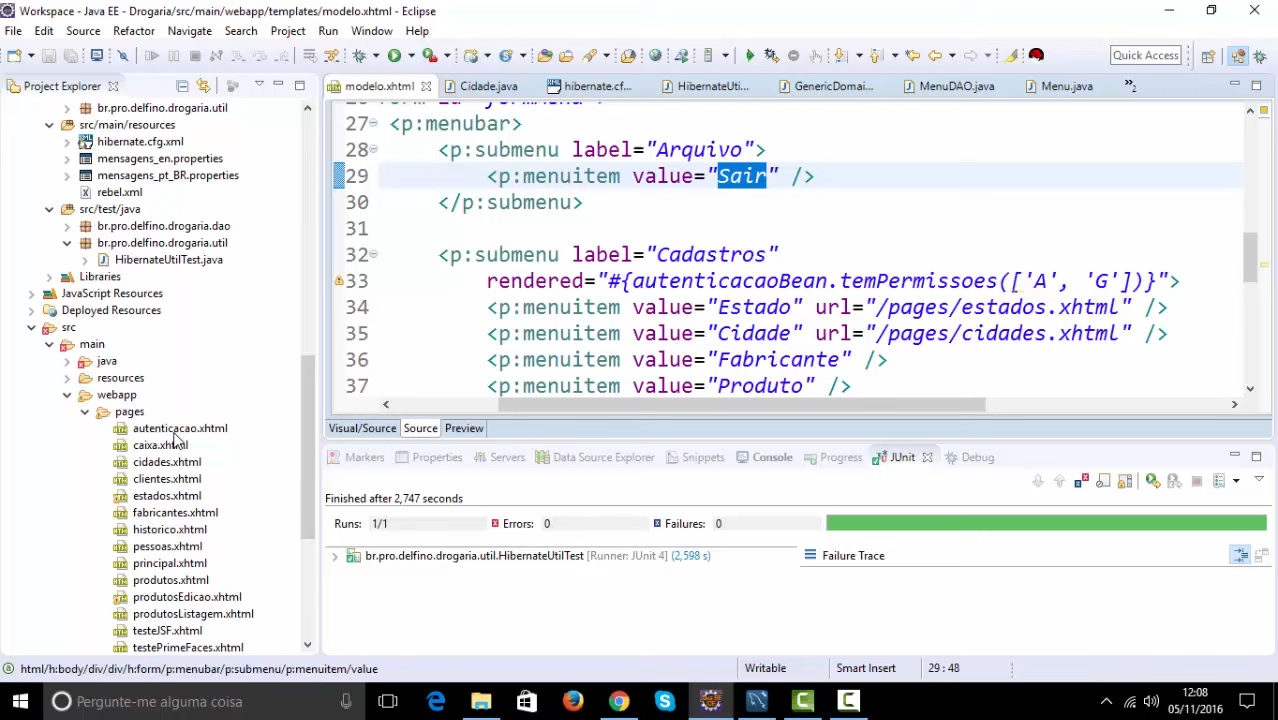 Workspace - Java EE - Drogaria/src/main/webapp/templates/modelo.xhtml - Eclipse
File Edit Source Refactor Navigate Search Project Run Window Help
Quick Access
Project Explorer
br.pro.delfino.drogaria.util
src/main/resources
hibernate.cfg.xml
mensagens_en.properties
mensagens_pt_BR.properties
rebel.xml
src/test/java
br.pro.delfino.drogaria.dao
br.pro.delfino.drogaria.util
HibernateUtilTest.java
Libraries
JavaScript Resources
Deployed Resources
src
main
java
resources
webapp
pages
autenticacao.xhtml
caixa.xhtml
cidades.xhtml
clientes.xhtml
estados.xhtml
fabricantes.xhtml
historico.xhtml
pessoas.xhtml
principal.xhtml
produtos.xhtml
produtosEdicao.xhtml
produtosListagem.xhtml
testeJSF.xhtml
testePrimeFaces.xhtml
modelo.xhtml Cidade.java hibernate.cf... HibernateUti... GenericDomai... MenuDAO.java Menu.java »2
27 <p:menubar>
28 <p:submenu label="Arquivo">
29 <p:menuitem value="Sair" />
30 </p:submenu>
31
32 <p:submenu label="Cadastros"
33 rendered="#{autenticacaoBean.temPermissoes(['A', 'G'])}">
34 <p:menuitem value="Estado" url="/pages/estados.xhtml" />
35 <p:menuitem value="Cidade" url="/pages/cidades.xhtml" />
36 <p:menuitem value="Fabricante" />
37 <p:menuitem value="Produto" />
Visual/Source Source Preview
Markers Properties Servers Data Source Explorer Snippets Console Progress JUnit Debug
Finished after 2,747 seconds
Runs: 1/1 Errors: 0 Failures: 0
br.pro.delfino.drogaria.util.HibernateUtilTest [Runner: JUnit 4] (2,598 s)
Failure Trace
html/h:body/div/div/h:form/p:menubar/p:submenu/p:menuitem/value
Writable Smart Insert 29 : 48
Pergunte-me alguma coisa
12:08
05/11/2016